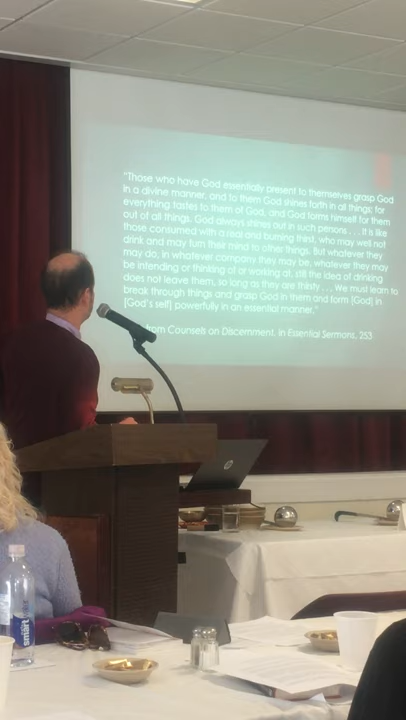 "Those who have God essentially present to themselves grasp God
in a divine manner, and to them God shines forth in all things; for
everything tastes to them of God, and God forms himself for them
out of all things. God always shines out in such persons . . . It is like
those consumed with a real and burning thirst, who may well not
drink and may turn their mind to other things. But whatever they
may do, in whatever company they may be, whatever they may
be intending or thinking of or working at, still the idea of drinking
does not leave them, so long as they are thirsty . . . We must learn to
break through things and grasp God in them and form [God] in
[God's self] powerfully in an essential manner."
from Counsels on Discernment, in Essential Sermons, 253
hp
smart